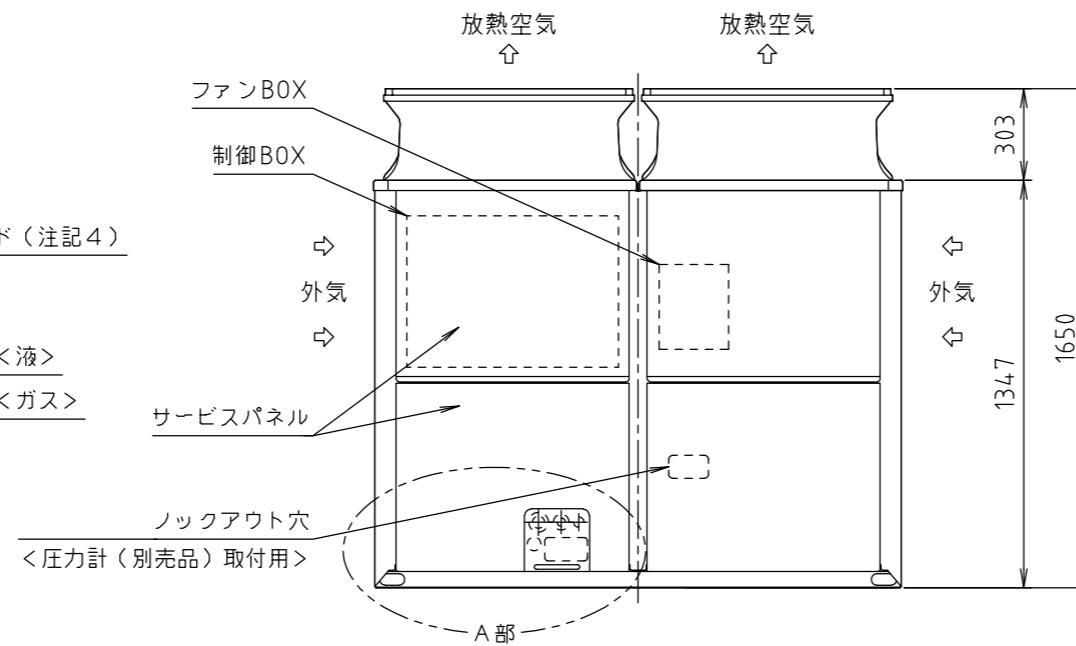 放熱空気
放熱空気
ファンBOX
303
制御BOX
ド（注記４）
外気
外気
1650
＜液＞
1347
＜ガス＞
サービスパネル
ノックアウト穴
＜圧力計（別売品）取付用＞
A部